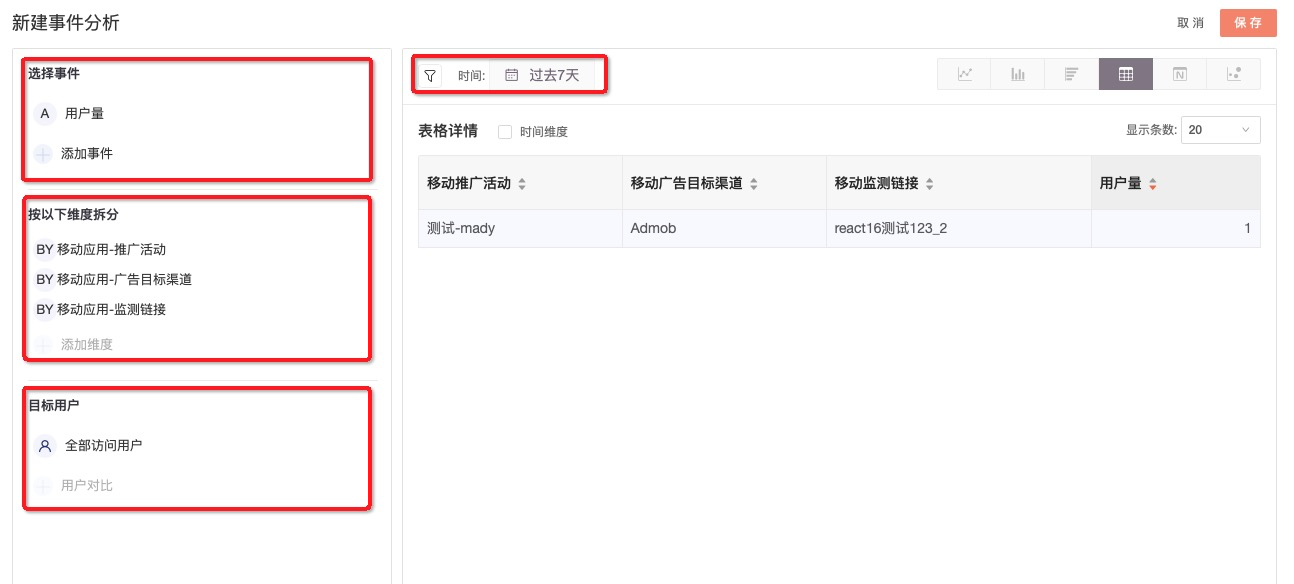 新建事件分析
取消
保存
选择事件
A 用户量
添加事件
按以下维度拆分
BY 移动应用-推广活动
BY 移动应用-广告目标渠道
BY 移动应用-监测链接
添加维度
目标用户
全部访问用户
用户对比
时间: 过去7天
N
表格详情 时间维度
显示条数: 20
移动推广活动 移动广告目标渠道 移动监测链接 用户量
测试-mady Admob react16测试123_2 1